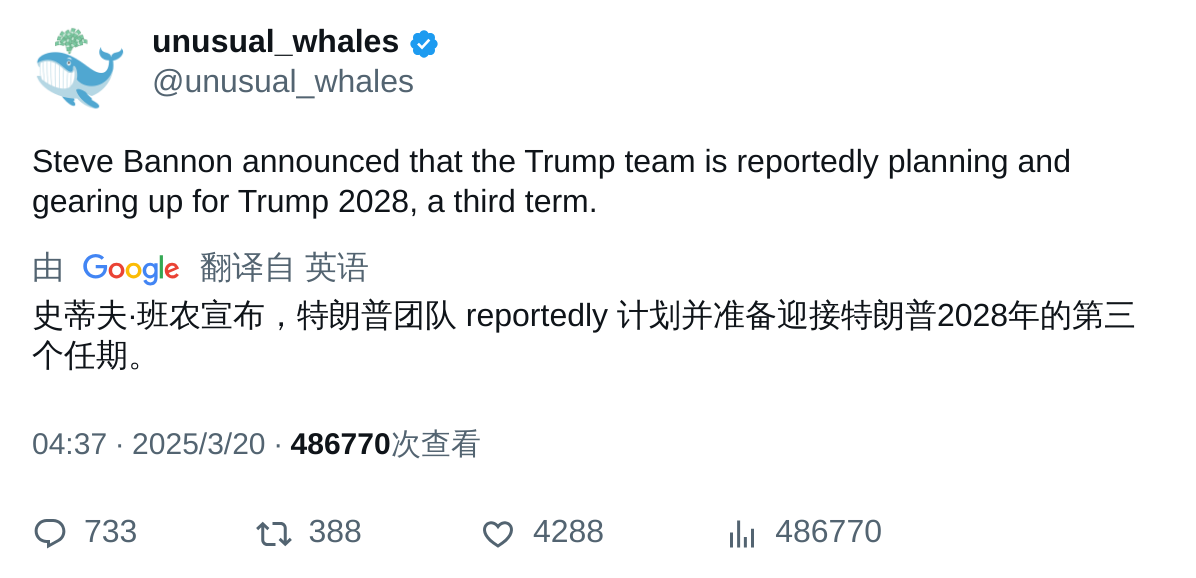 unusual_whales
@unusual_whales
Steve Bannon announced that the Trump team is reportedly planning and
gearing up for Trump 2028, a third term.
由 Google 翻译自 英语
史蒂夫·班农宣布，特朗普团队 reportedly 计划并准备迎接特朗普2028年的第三
个任期。
04:37 · 2025/3/20 · 486770次查看
733 388 4288 486770